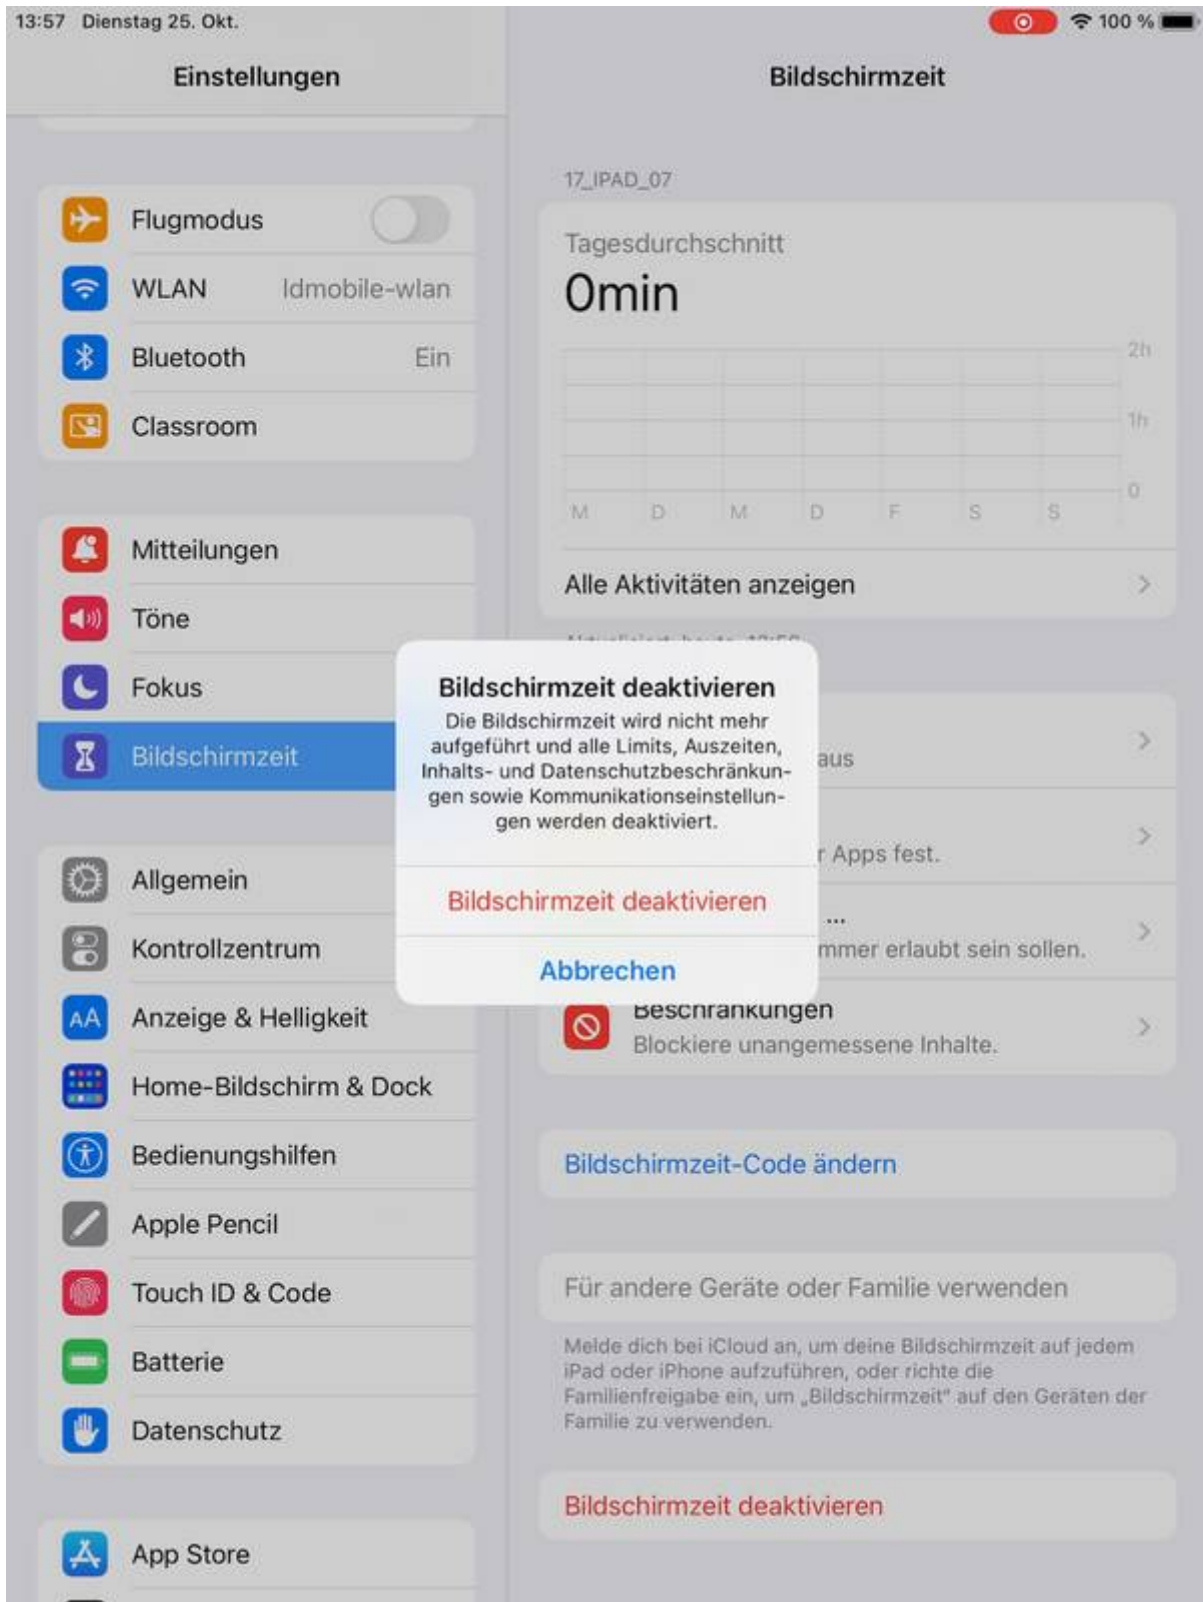 13:57 Dienstag 25. Okt.
100 %
Einstellungen
Flugmodus
WLAN ldmobile-wlan
Bluetooth Ein
Classroom
Mitteilungen
Töne
Fokus
Bildschirmzeit
Allgemein
Kontrollzentrum
AA Anzeige & Helligkeit
Home-Bildschirm & Dock
Bedienungshilfen
Apple Pencil
Touch ID & Code
Batterie
Datenschutz
App Store
Bildschirmzeit
17_IPAD_07
Tagesdurchschnitt
0min
2h
1h
0
M D M D F S S
Alle Aktivitäten anzeigen
Bildschirmzeit deaktivieren
Die Bildschirmzeit wird nicht mehr
aufgeführt und alle Limits, Auszeiten,
Inhalts- und Datenschutzbeschränkun-
gen sowie Kommunikationseinstellun-
gen werden deaktiviert.
Bildschirmzeit deaktivieren
Abbrechen
aus
r Apps fest.
...
mmer erlaubt sein sollen.
Beschränkungen
Blockiere unangemessene Inhalte.
Bildschirmzeit-Code ändern
Für andere Geräte oder Familie verwenden
Melde dich bei iCloud an, um deine Bildschirmzeit auf jedem
iPad oder iPhone aufzuführen, oder richte die
Familienfreigabe ein, um „Bildschirmzeit“ auf den Geräten der
Familie zu verwenden.
Bildschirmzeit deaktivieren